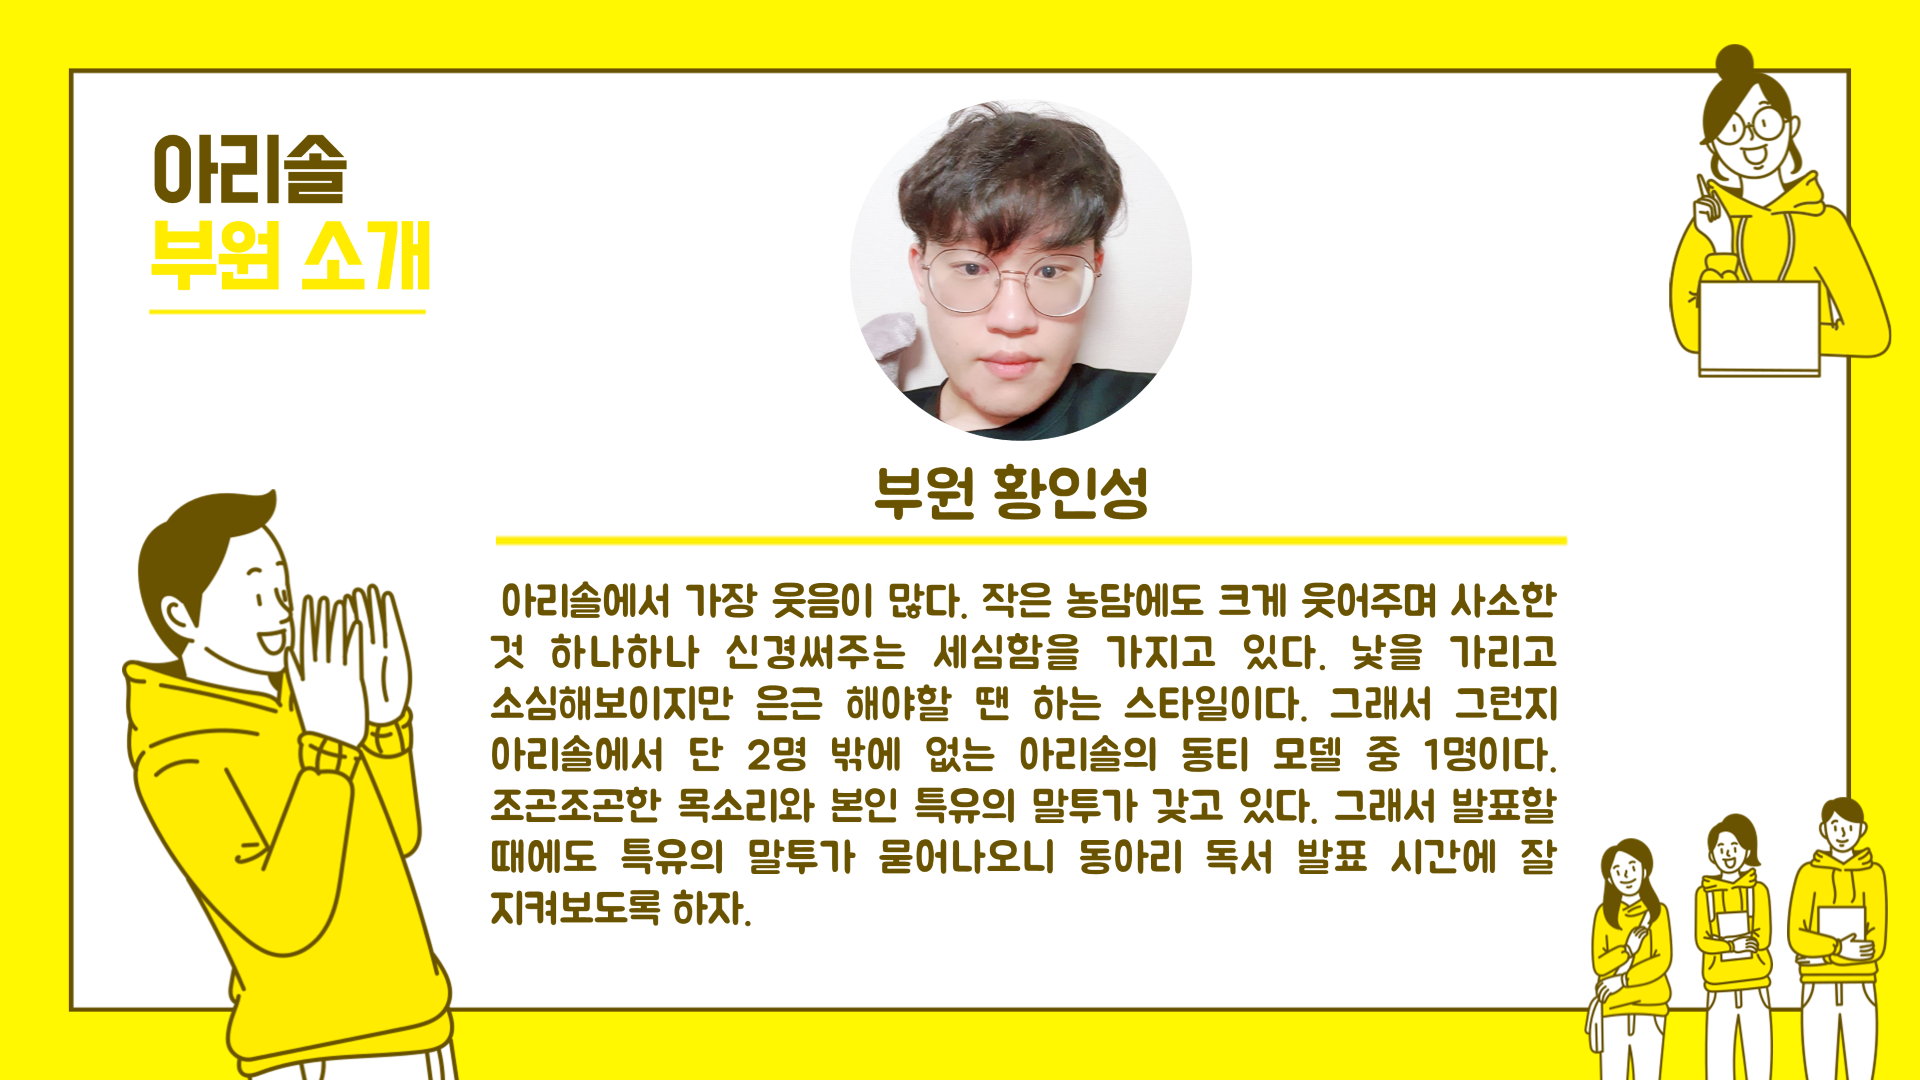 아리솔
부원 소개
부원 황인성
아리솔에서 가장 웃음이 많다. 작은 농담에도 크게 웃어주며 사소한
것 하나하나 신경써주는 세심함을 가지고 있다. 낯을 가리고
소심해보이지만 은근 해야할 땐 하는 스타일이다. 그래서 그런지
아리솔에서 단 2명 밖에 없는 아리솔의 동티 모델 중 1명이다.
조곤조곤한 목소리와 본인 특유의 말투가 갖고 있다. 그래서 발표할
때에도 특유의 말투가 묻어나오니 동아리 독서 발표 시간에 잘
지켜보도록 하자.